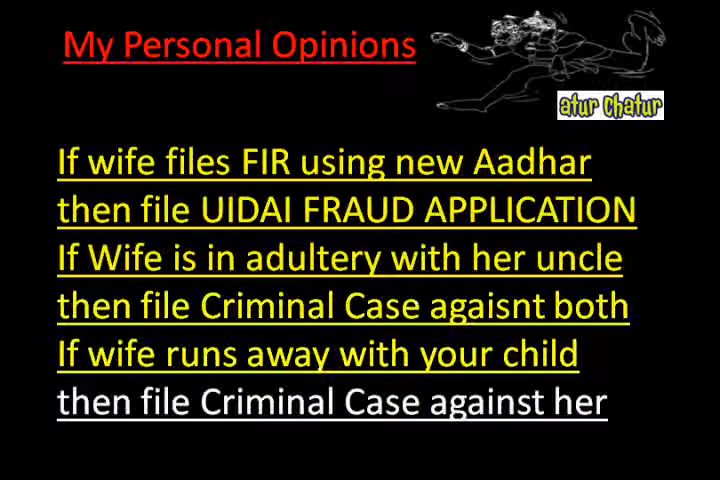 My Personal Opinions
atur chatur
If wife files FIR using new Aadhar
then file UIDAI FRAUD APPLICATION
If Wife is in adultery with her uncle
then file Criminal Case agaisnt both
If wife runs away with your child
then file Criminal Case against her